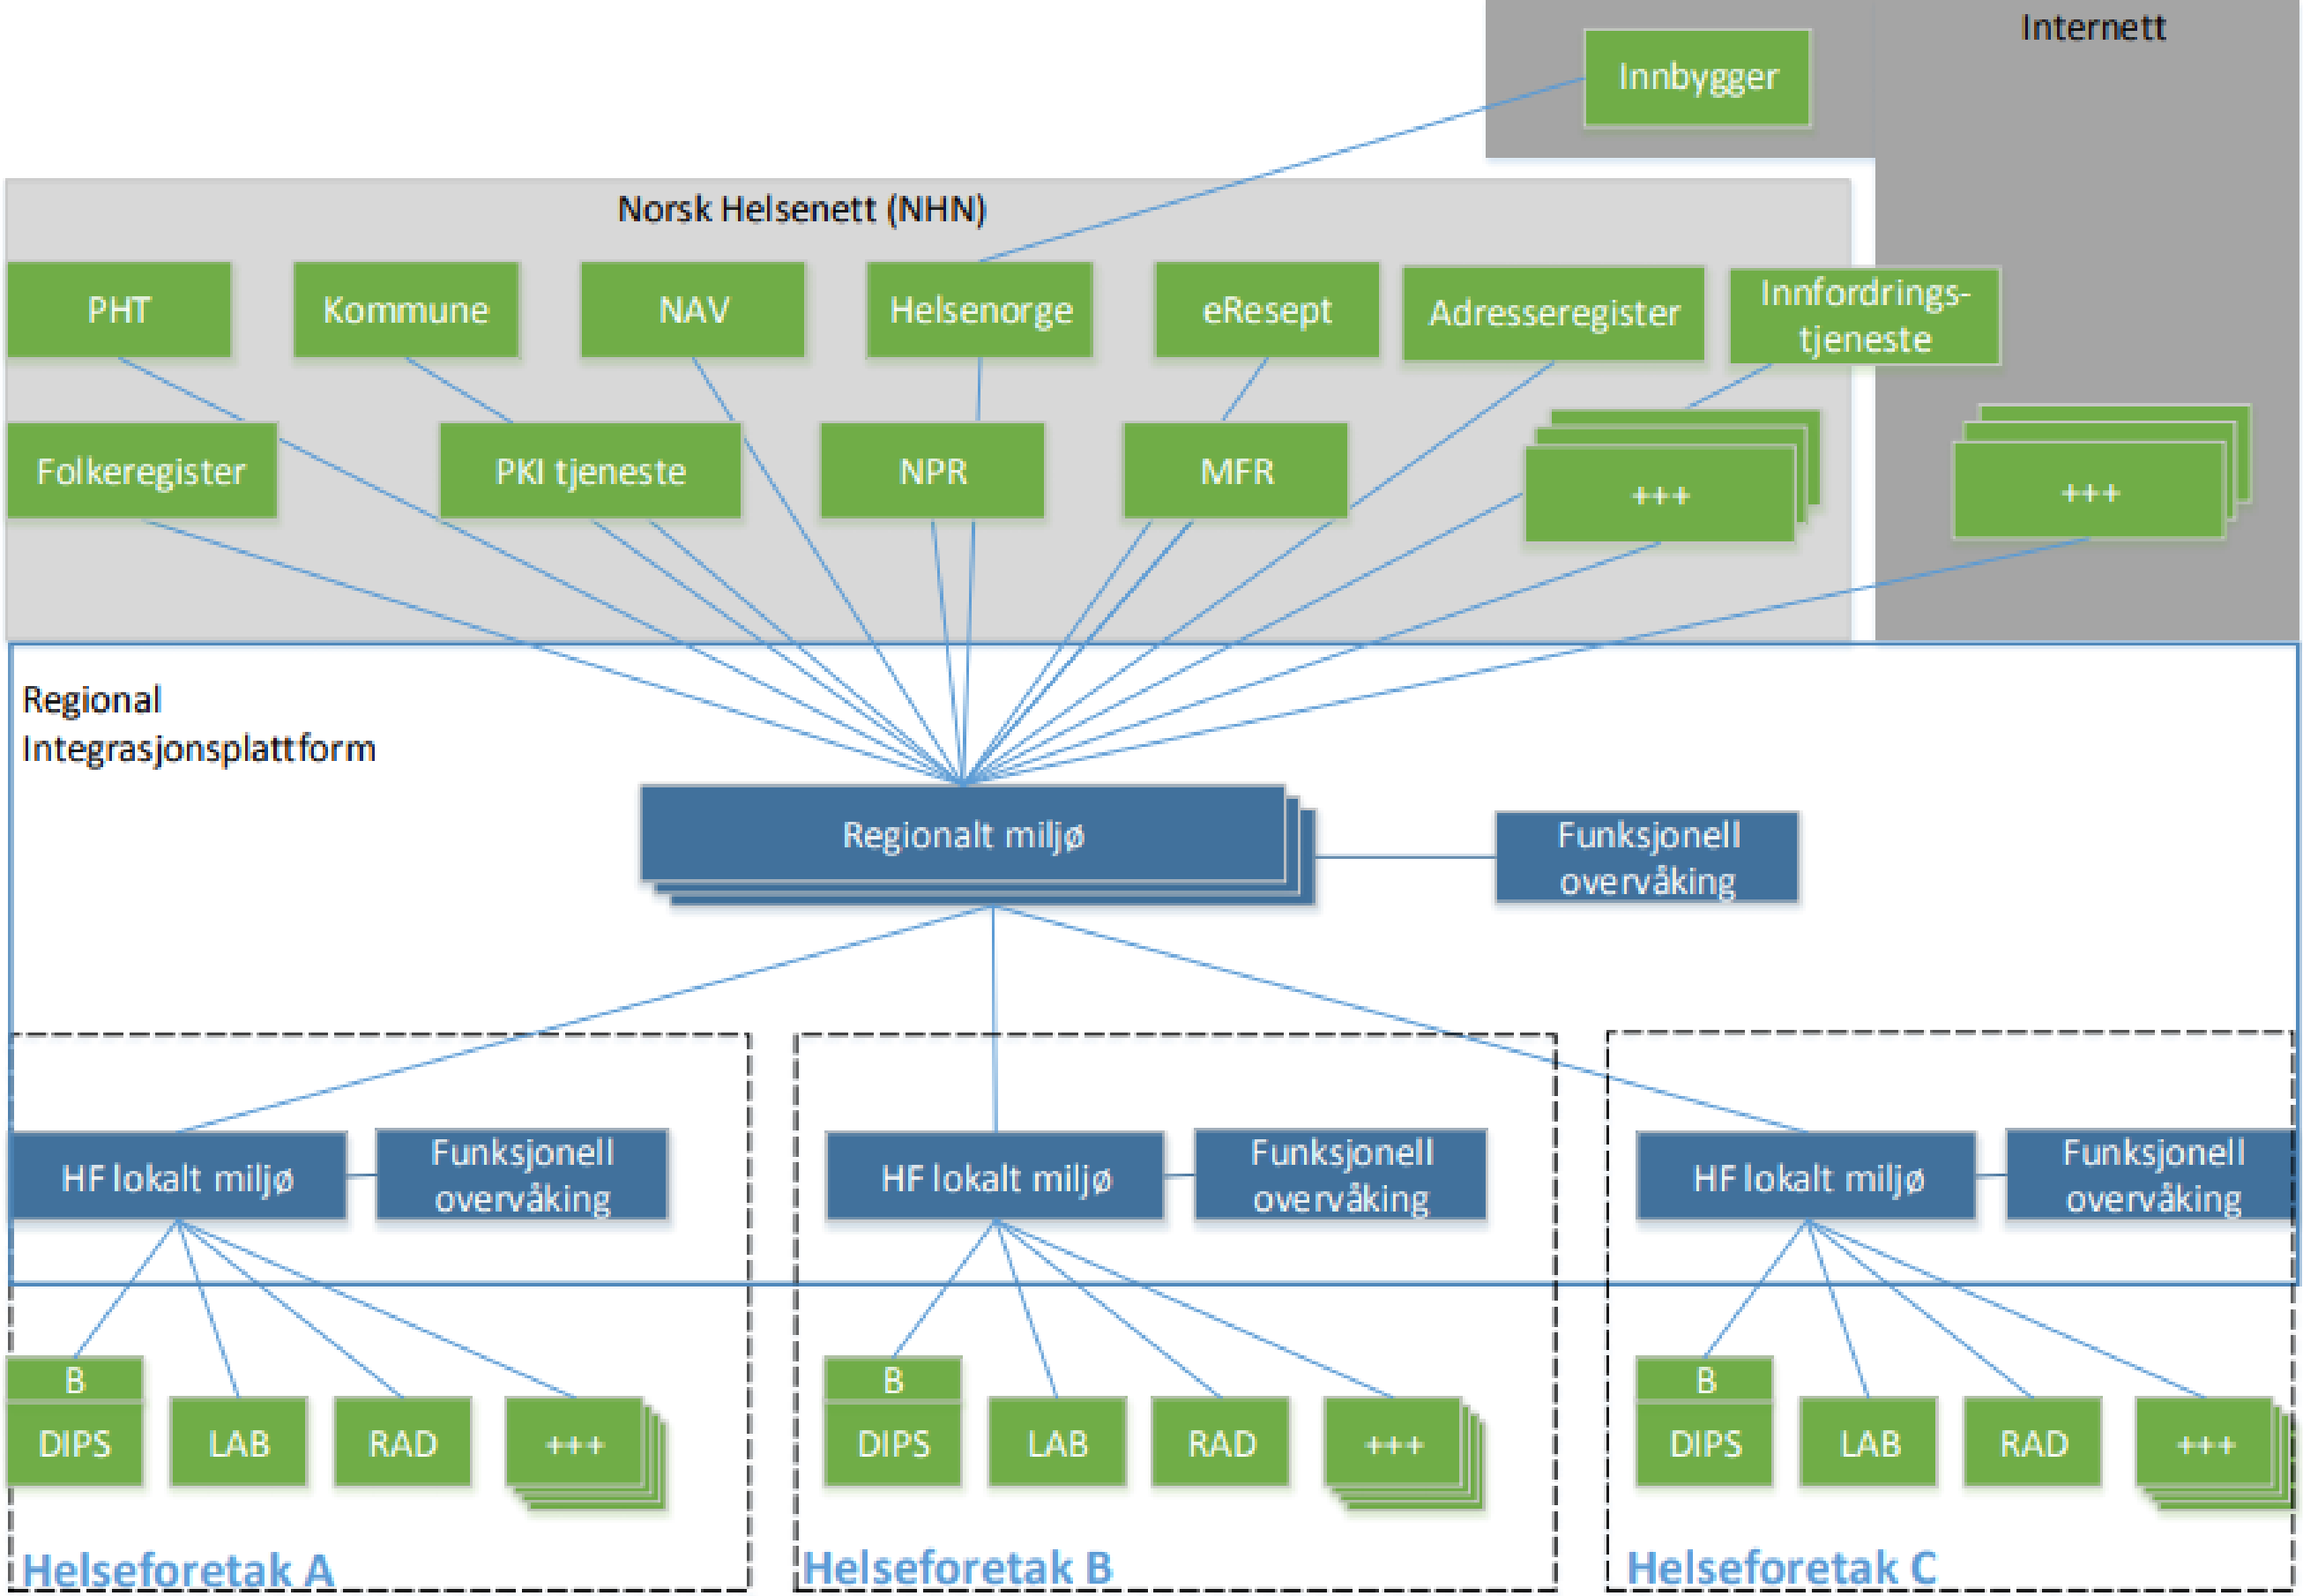 Internett
Innbygger
Norsk Helsenett (NHN)
PHT
Kommune
NAV
Helsenorge
eResept
Adresseregister
Innfordrings-
tjeneste
Folkeregister
PKI tjeneste
NPR
MFR
+++
+++
Regional
Integrasjonsplattform
Regionalt miljø
Funksjonell
overvåking
HF lokalt miljø
Funksjonell
overvåking
HF lokalt miljø
Funksjonell
overvåking
HF lokalt miljø
Funksjonell
overvåking
B
DIPS
LAB
RAD
+++
B
DIPS
LAB
RAD
+++
B
DIPS
LAB
RAD
+++
Helseforetak A
Helseforetak B
Helseforetak C